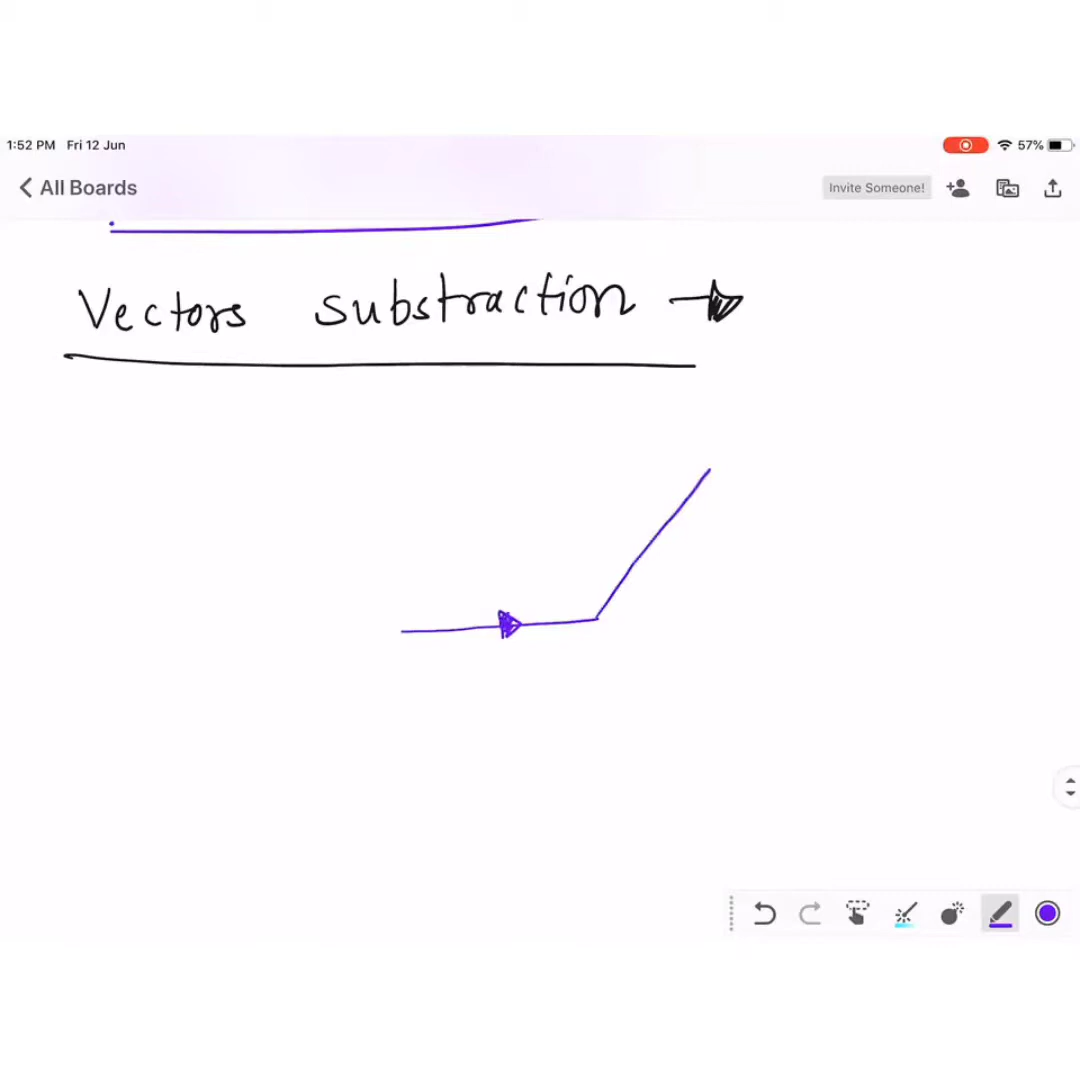 1:52 PM Fri 12 Jun 57%
All Boards Invite Someone!
Vectors substraction →